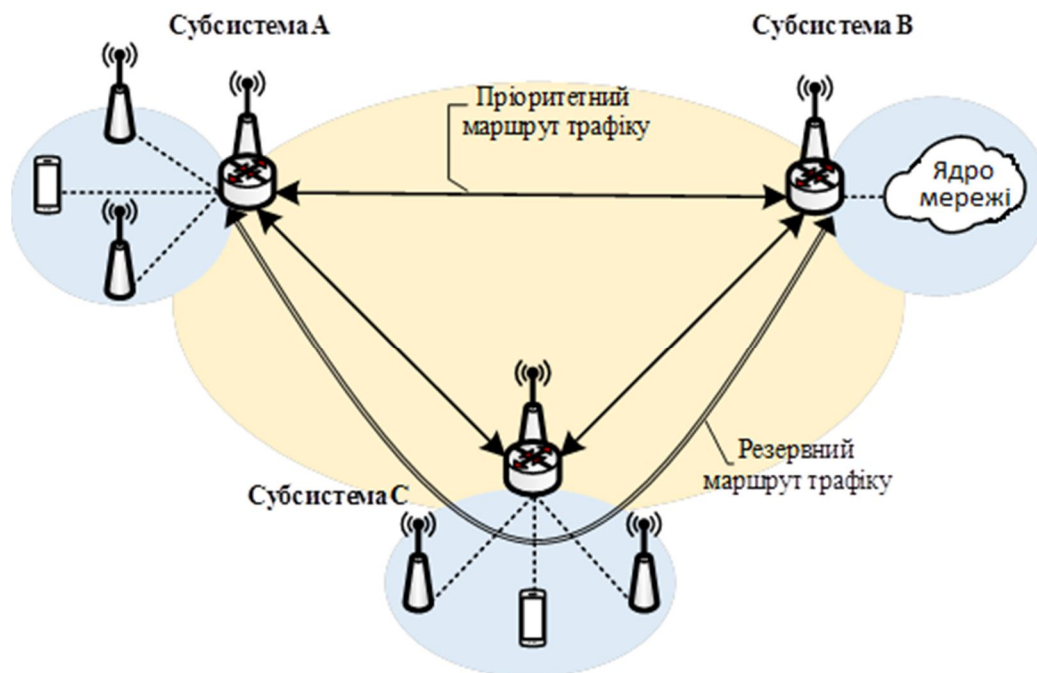 Субсистема А
Субсистема В
Пріоритетний
маршрут трафіку
Ядро
мережі
Резервний
маршрут трафіку
Субсистема С